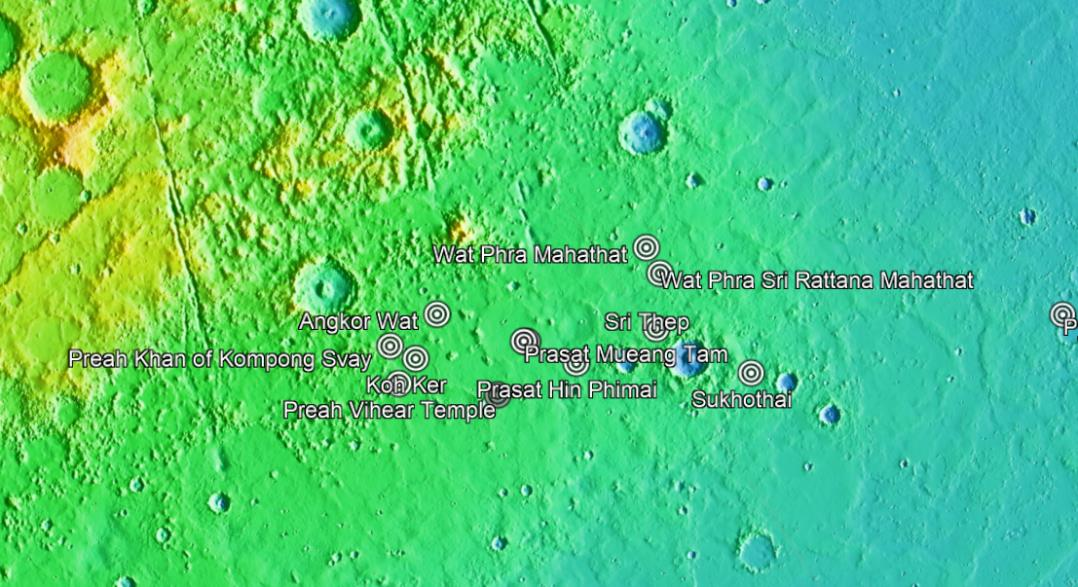 Wat Phra Mahathat
Wat Phra Sri Rattana Mahathat
Angkor Wat
Sri Thep
P
Preah Khan of Kompong Svay
Prasat Mueang Tam
Koh Ker
Prasat Hin Phimai
Sukhothai
Preah Vihear Temple